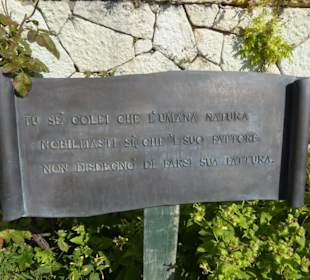 TU SE' COLEI CHE L'UMANA NATURA
NOBILITASTI SÌ, CHE 'L SUO FATTORE
NON DISDEGNÒ DI FARSI SUA FATTURA.